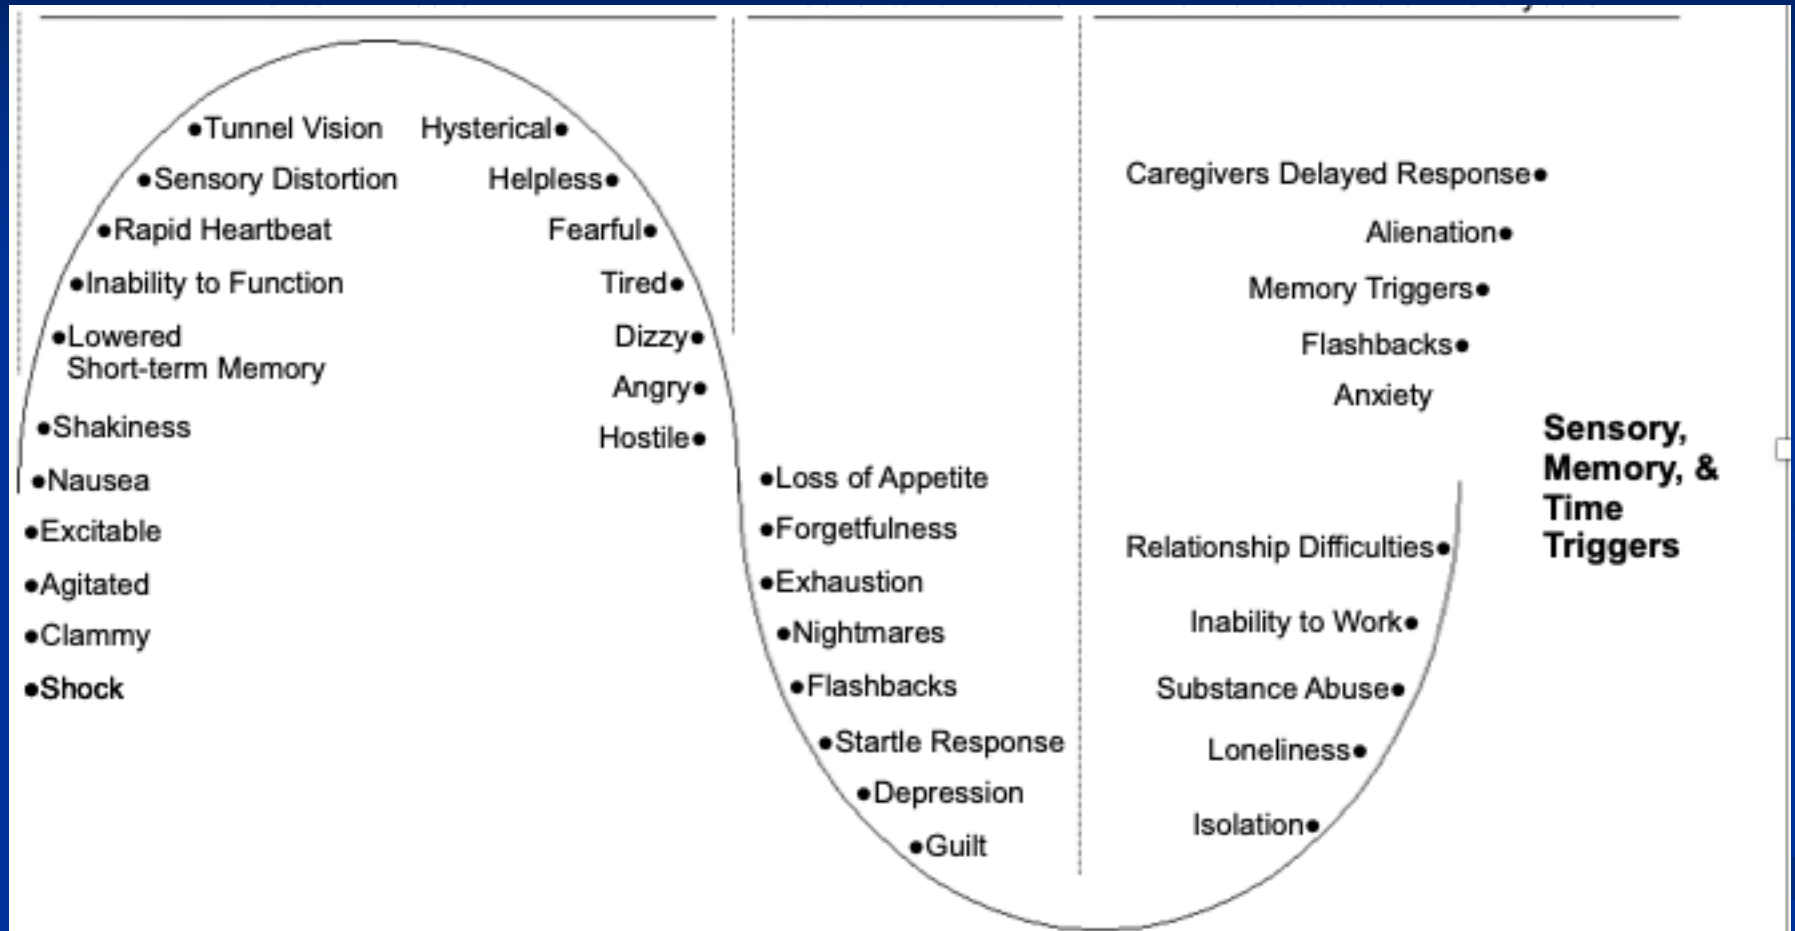 ●Tunnel Vision
●Sensory Distortion
●Rapid Heartbeat
●Inability to Function
●Lowered
Short-term Memory
●Shakiness
●Nausea
●Excitable
●Agitated
●Clammy
●Shock
Hysterical●
Helpless●
Fearful●
Tired●
Dizzy●
Angry●
Hostile●
●Loss of Appetite
●Forgetfulness
●Exhaustion
●Nightmares
●Flashbacks
●Startle Response
●Depression
●Guilt
Caregivers Delayed Response●
Alienation●
Memory Triggers●
Flashbacks●
Anxiety
Relationship Difficulties●
Inability to Work●
Substance Abuse●
Loneliness●
Isolation●
Sensory,
Memory, &
Time
Triggers